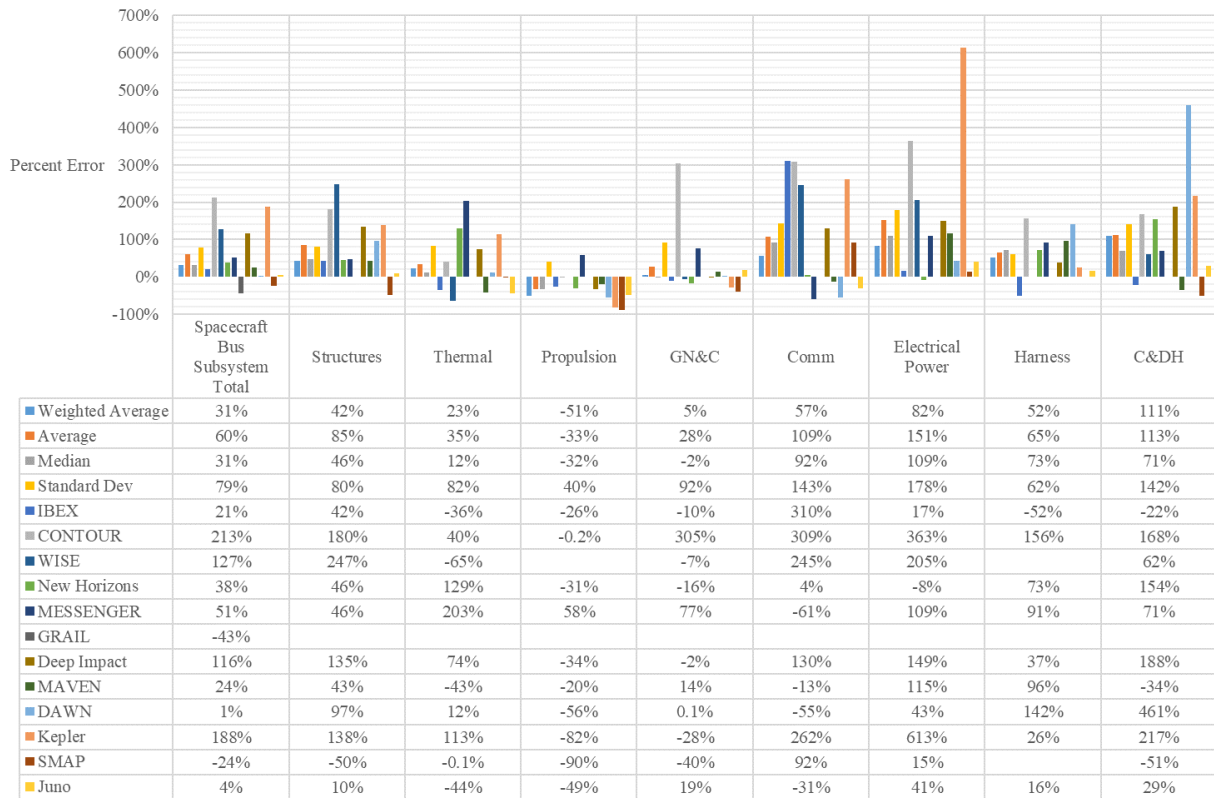 700%
600%
500%
400%
300%
200%
100%
0%
-100%
Percent Error
Spacecraft
Bus
Subsystem
Total
Structures
Thermal
Propulsion
GN&C
Comm
Electrical
Power
Harness
C&DH
Weighted Average 31% 42% 23% -51% 5% 57% 82% 52% 111%
Average 60% 85% 35% -33% 28% 109% 151% 65% 113%
Median 31% 46% 12% -32% -2% 92% 109% 73% 71%
Standard Dev 79% 80% 82% 40% 92% 143% 178% 62% 142%
IBEX 21% 42% -36% -26% -10% 310% 17% -52% -22%
CONTOUR 213% 180% 40% -0.2% 305% 309% 363% 156% 168%
WISE 127% 247% -65% -7% 245% 205% 62%
New Horizons 38% 46% 129% -31% -16% 4% -8% 73% 154%
MESSENGER 51% 46% 203% 58% 77% -61% 109% 91% 71%
GRAIL -43%
Deep Impact 116% 135% 74% -34% -2% 130% 149% 37% 188%
MAVEN 24% 43% -43% -20% 14% -13% 115% 96% -34%
DAWN 1% 97% 12% -56% 0.1% -55% 43% 142% 461%
Kepler 188% 138% 113% -82% -28% 262% 613% 26% 217%
SMAP -24% -50% -0.1% -90% -40% 92% 15% -51%
Juno 4% 10% -44% -49% 19% -31% 41% 16% 29%